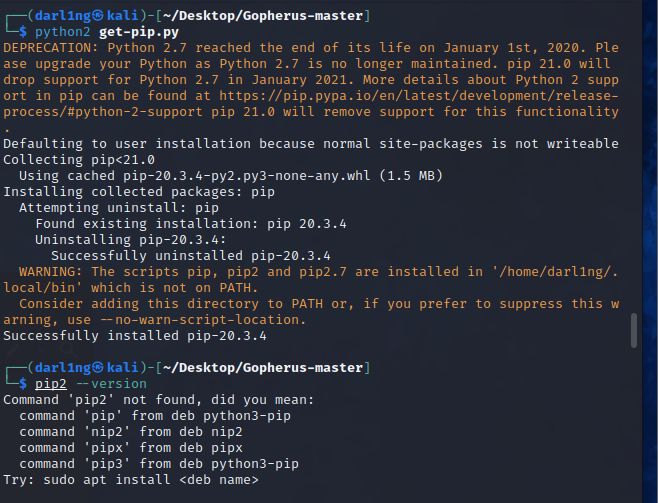 ┌──(darl1ng㉿kali)-[~/Desktop/Gopherus-master]
└─$ python2 get-pip.py
DEPRECATION: Python 2.7 reached the end of its life on January 1st, 2020. Ple
ase upgrade your Python as Python 2.7 is no longer maintained. pip 21.0 will
drop support for Python 2.7 in January 2021. More details about Python 2 supp
ort in pip can be found at https://pip.pypa.io/en/latest/development/release-
process/#python-2-support pip 21.0 will remove support for this functionality
.
Defaulting to user installation because normal site-packages is not writeable
Collecting pip<21.0
  Using cached pip-20.3.4-py2.py3-none-any.whl (1.5 MB)
Installing collected packages: pip
  Attempting uninstall: pip
    Found existing installation: pip 20.3.4
    Uninstalling pip-20.3.4:
      Successfully uninstalled pip-20.3.4
  WARNING: The scripts pip, pip2 and pip2.7 are installed in '/home/darl1ng/.
local/bin' which is not on PATH.
  Consider adding this directory to PATH or, if you prefer to suppress this w
arning, use --no-warn-script-location.
Successfully installed pip-20.3.4
┌──(darl1ng㉿kali)-[~/Desktop/Gopherus-master]
└─$ pip2 --version
Command 'pip2' not found, did you mean:
  command 'pip' from deb python3-pip
  command 'nip2' from deb nip2
  command 'pipx' from deb pipx
  command 'pip3' from deb python3-pip
Try: sudo apt install <deb name>